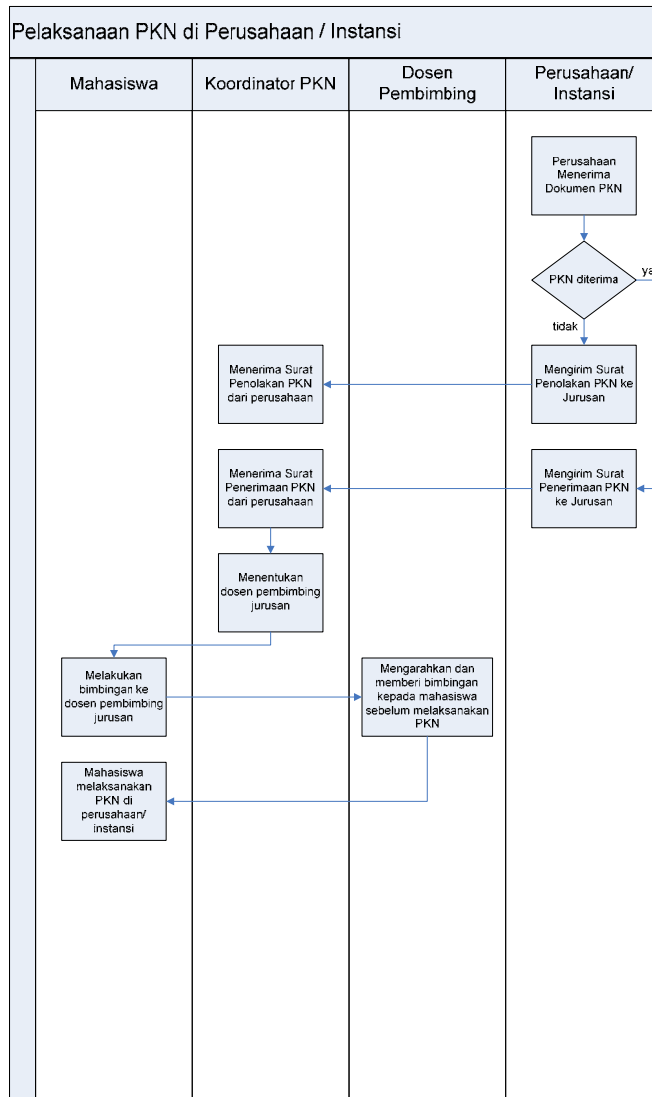 Pelaksanaan PKN di Perusahaan / Instansi
Mahasiswa
Koordinator PKN
Dosen
Pembimbing
Perusahaan/
Instansi
Perusahaan
Menerima
Dokumen PKN
PKN diterima
ya
tidak
Menerima Surat
Penolakan PKN
dari perusahaan
Mengirim Surat
Penolakan PKN ke
Jurusan
Menerima Surat
Penerimaan PKN
dari perusahaan
Mengirim Surat
Penerimaan PKN
ke Jurusan
Menentukan
dosen pembimbing
jurusan
Melakukan
bimbingan ke
dosen pembimbing
jurusan
Mengarahkan dan
memberi bimbingan
kepada mahasiswa
sebelum melaksanakan
PKN
Mahasiswa
melaksanakan
PKN di
perusahaan/
instansi